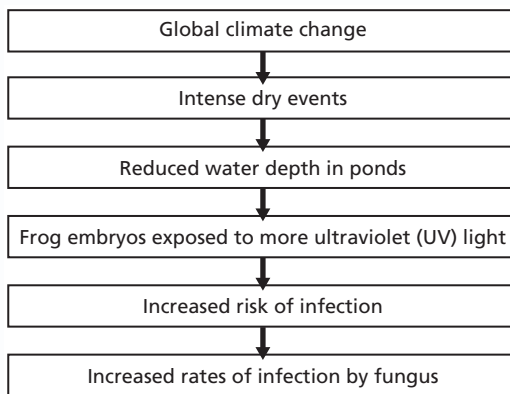 Global climate change
Intense dry events
Reduced water depth in ponds
Frog embryos exposed to more ultraviolet (UV) light
Increased risk of infection
Increased rates of infection by fungus